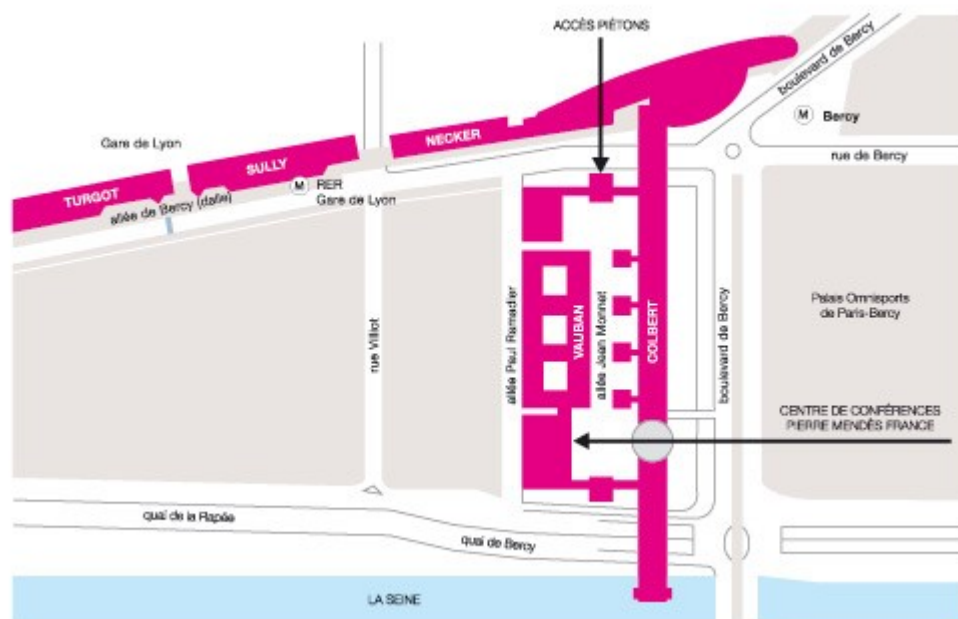 ACCÈS PIÉTONS
boulevard de Bercy
M
Bercy
rue de Bercy
Gare de Lyon
NECKER
SULLY
TURGOT
M
RER
Gare de Lyon
allée de Bercy (dalle)
rue Villiot
allée Paul Ramadier
VAUBAN
allée Jean Monnet
COLBERT
boulevard de Bercy
Palais Omnisports
de Paris-Bercy
CENTRE DE CONFÉRENCES
PIERRE MENDÈS FRANCE
quai de la Rapée
quai de Bercy
LA SEINE